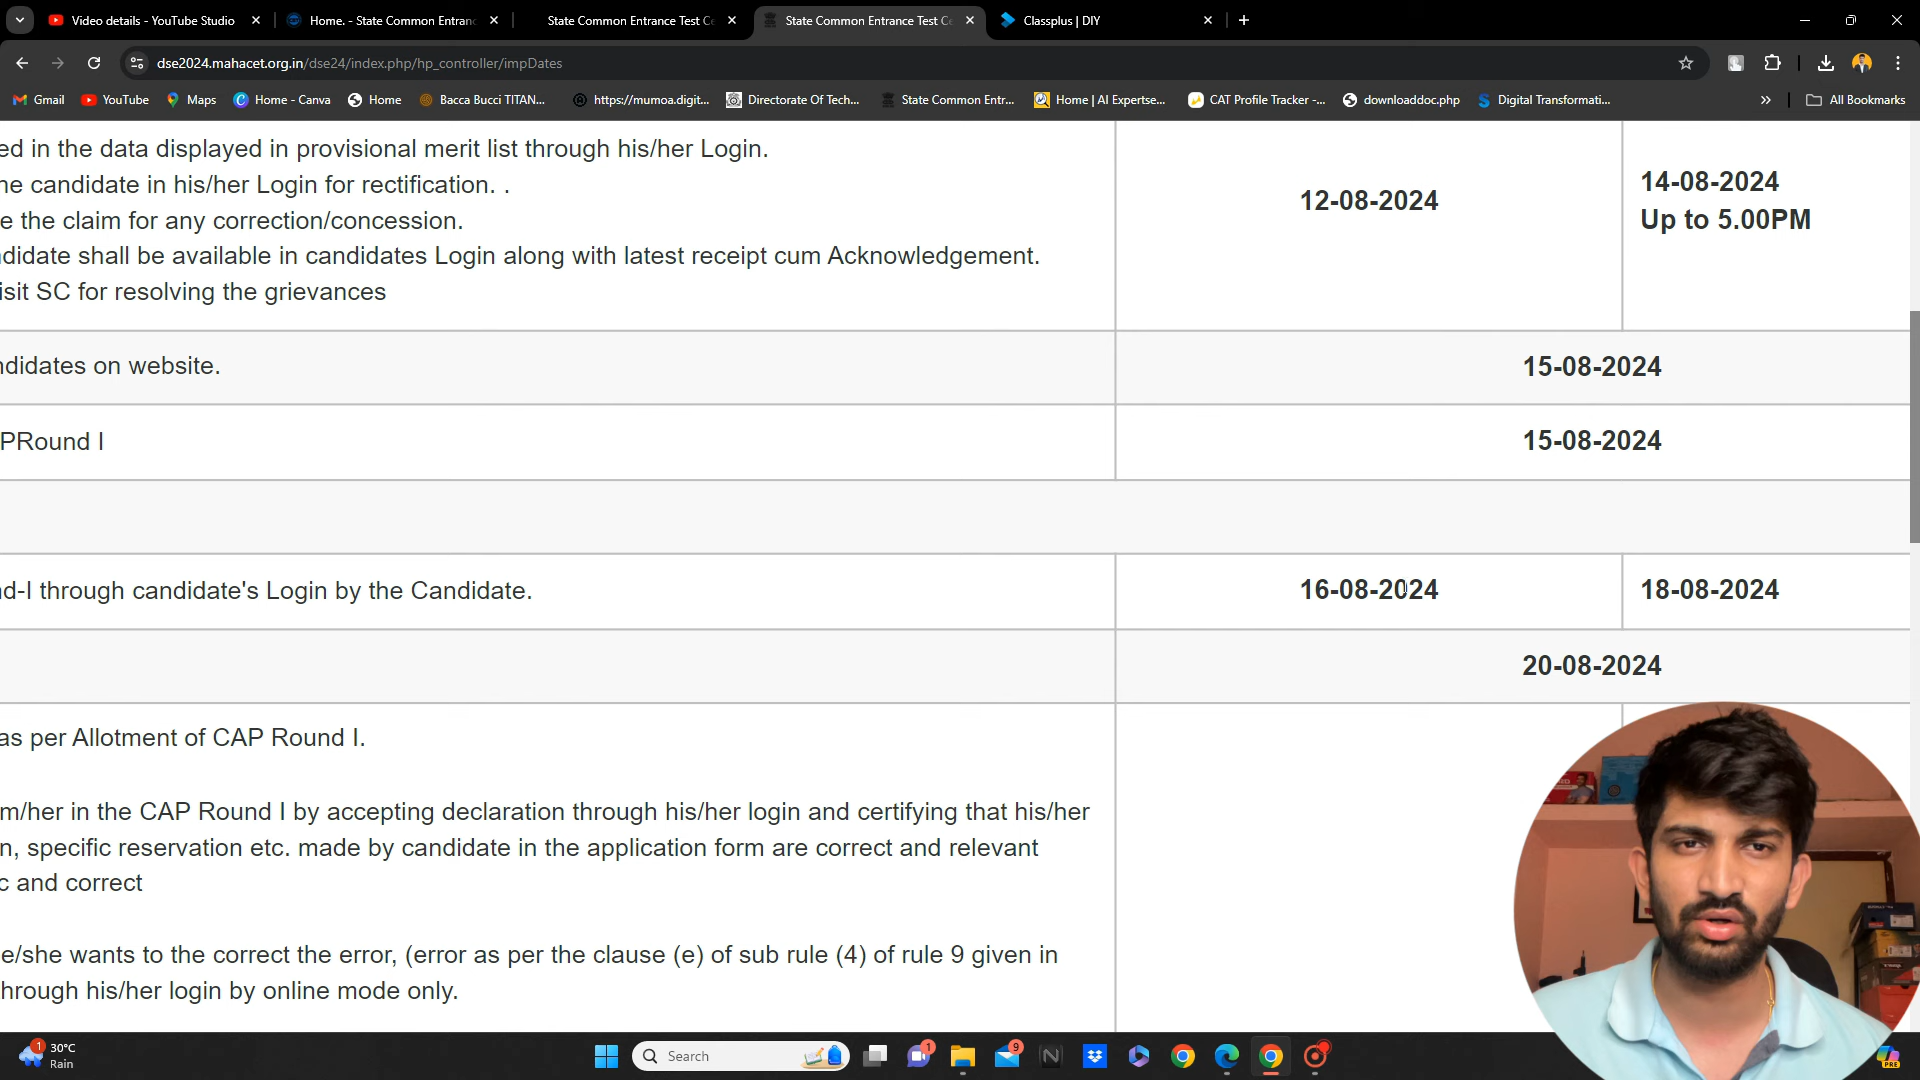 Video details - YouTube Studio
Home. - State Common Entran
State Common Entrance Test Ce
State Common Entrance Test Ce
Classplus | DIY
dse2024.mahacet.org.in/dse24/index.php/hp_controller/impDates
Gmail
YouTube
Maps
Home - Canva
Home
Bacca Bucci TITAN...
https://mumoa.digit...
Directorate Of Tech...
State Common Entr...
Home | AI Expertse...
CAT Profile Tracker -...
downloaddoc.php
Digital Transformati...
All Bookmarks
ed in the data displayed in provisional merit list through his/her Login.
ne candidate in his/her Login for rectification. .
e the claim for any correction/concession.
ndidate shall be available in candidates Login along with latest receipt cum Acknowledgement.
isit SC for resolving the grievances
12-08-2024
14-08-2024
Up to 5.00PM
ndidates on website.
15-08-2024
PRound I
15-08-2024
nd-I through candidate's Login by the Candidate.
16-08-2024
18-08-2024
20-08-2024
as per Allotment of CAP Round I.
m/her in the CAP Round I by accepting declaration through his/her login and certifying that his/her
n, specific reservation etc. made by candidate in the application form are correct and relevant
c and correct
e/she wants to the correct the error, (error as per the clause (e) of sub rule (4) of rule 9 given in
hrough his/her login by online mode only.
1
30°C
Rain
Search
1
9
PRE